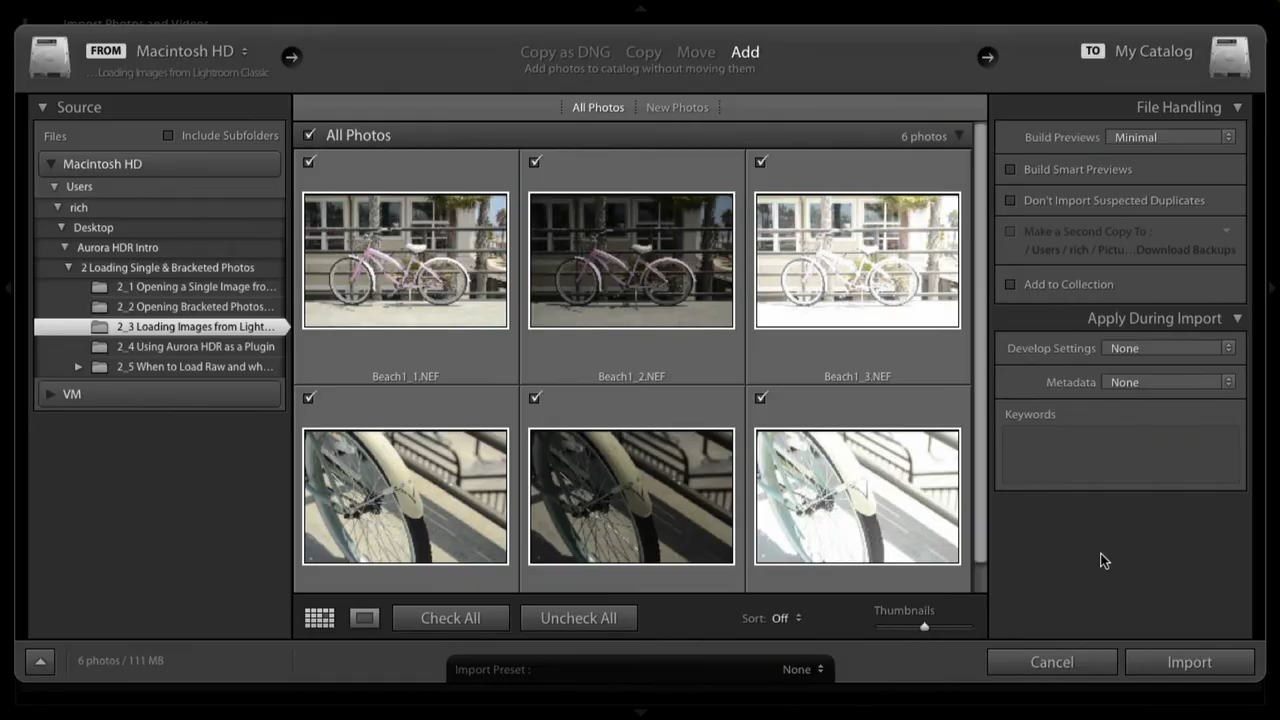 Import Photos and Videos
FROM Macintosh HD
...Loading Images from Lightroom Classic
Copy as DNG Copy Move Add
Add photos to catalog without moving them
TO My Catalog
Source
Files Include Subfolders
Macintosh HD
Users
rich
Desktop
Aurora HDR Intro
2 Loading Single & Bracketed Photos
2_1 Opening a Single Image fro...
2_2 Opening Bracketed Photos...
2_3 Loading Images from Light...
2_4 Using Aurora HDR as a Plugin
2_5 When to Load Raw and wh...
VM
All Photos New Photos
All Photos 6 photos
Beach1_1.NEF
Beach1_2.NEF
Beach1_3.NEF
Check All Uncheck All Sort: Off Thumbnails
File Handling
Build Previews Minimal
Build Smart Previews
Don't Import Suspected Duplicates
Make a Second Copy To :
/ Users / rich / Pictu...Download Backups
Add to Collection
Apply During Import
Develop Settings None
Metadata None
Keywords
6 photos / 111 MB
Import Preset : None
Cancel Import